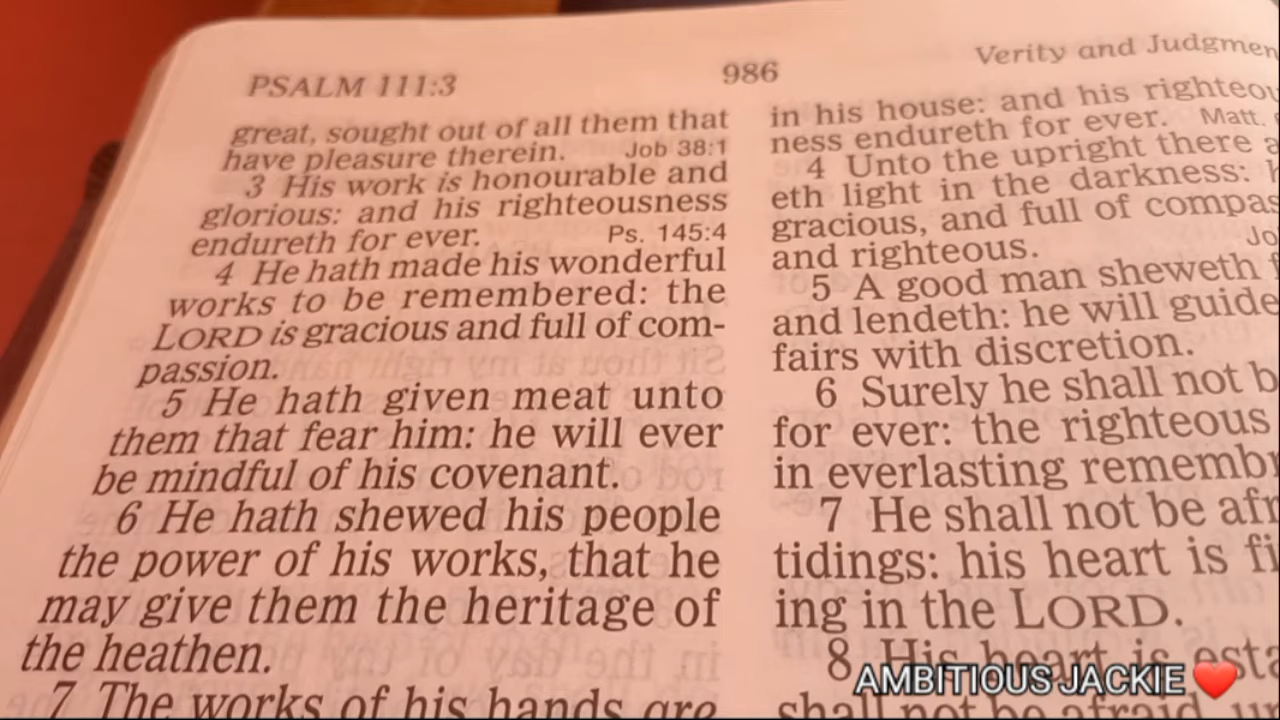 PSALM 111:3
986
Verity and
great, sought out of all them that
have pleasure therein. Job 38:1
3 His work is honourable and
glorious: and his righteousness
endureth for ever. Ps. 145:4
4 He hath made his wonderful
works to be remembered: the
LORD is gracious and full of com-
passion.
5 He hath given meat unto
them that fear him: he will ever
be mindful of his covenant.
6 He hath shewed his people
the power of his works, that he
may give them the heritage of
the heathen.
7 The works of his hands are
in his house: and his
ness endureth for ever. Matt.
4 Unto the upright there
eth light in the darkness:
gracious, and full of
and righteous.
5 A good man sheweth
and lendeth: he will guide
fairs with discretion.
6 Surely he shall not
for ever: the righteous
in everlasting
7 He shall not be
tidings: his heart is
ing in the LORD.
8 His heart is
shall not be afraid,
AMBITIOUS JACKIE❤️